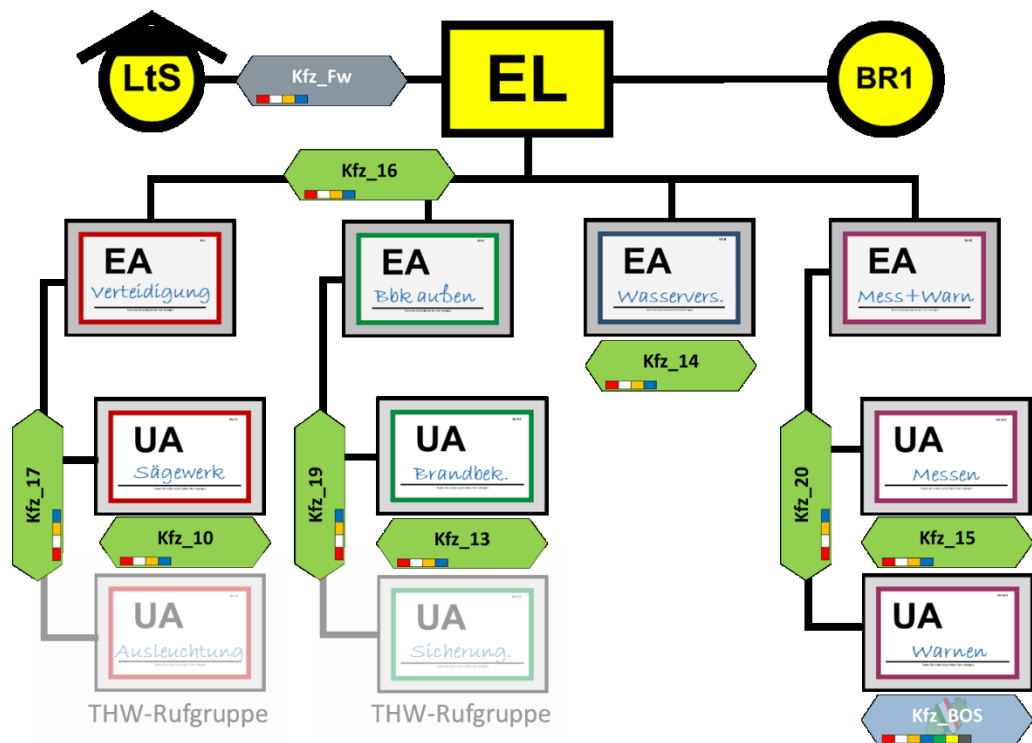 LtS
Kfz_Fw
EL
BR1
Kfz_16
EA
Verteidigung
EA
Bbk außen
EA
Wasservers.
EA
Mess+Warn
Kfz_14
Kfz_17
UA
Sägewerk
Kfz_10
Kfz_19
UA
Brandbek.
Kfz_13
Kfz_20
UA
Messen
Kfz_15
UA
Ausleuchtung
THW-Rufgruppe
UA
Sicherung.
THW-Rufgruppe
UA
Warnen
Kfz_BOS